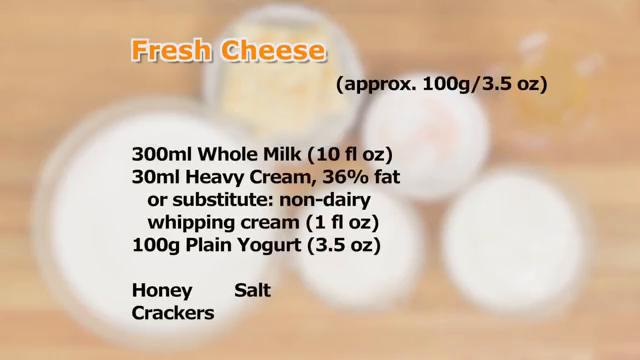 Fresh Cheese
(approx. 100g/3.5 oz)
300ml Whole Milk (10 fl oz)
30ml Heavy Cream, 36% fat
or substitute: non-dairy
whipping cream (1 fl oz)
100g Plain Yogurt (3.5 oz)
Honey Salt
Crackers